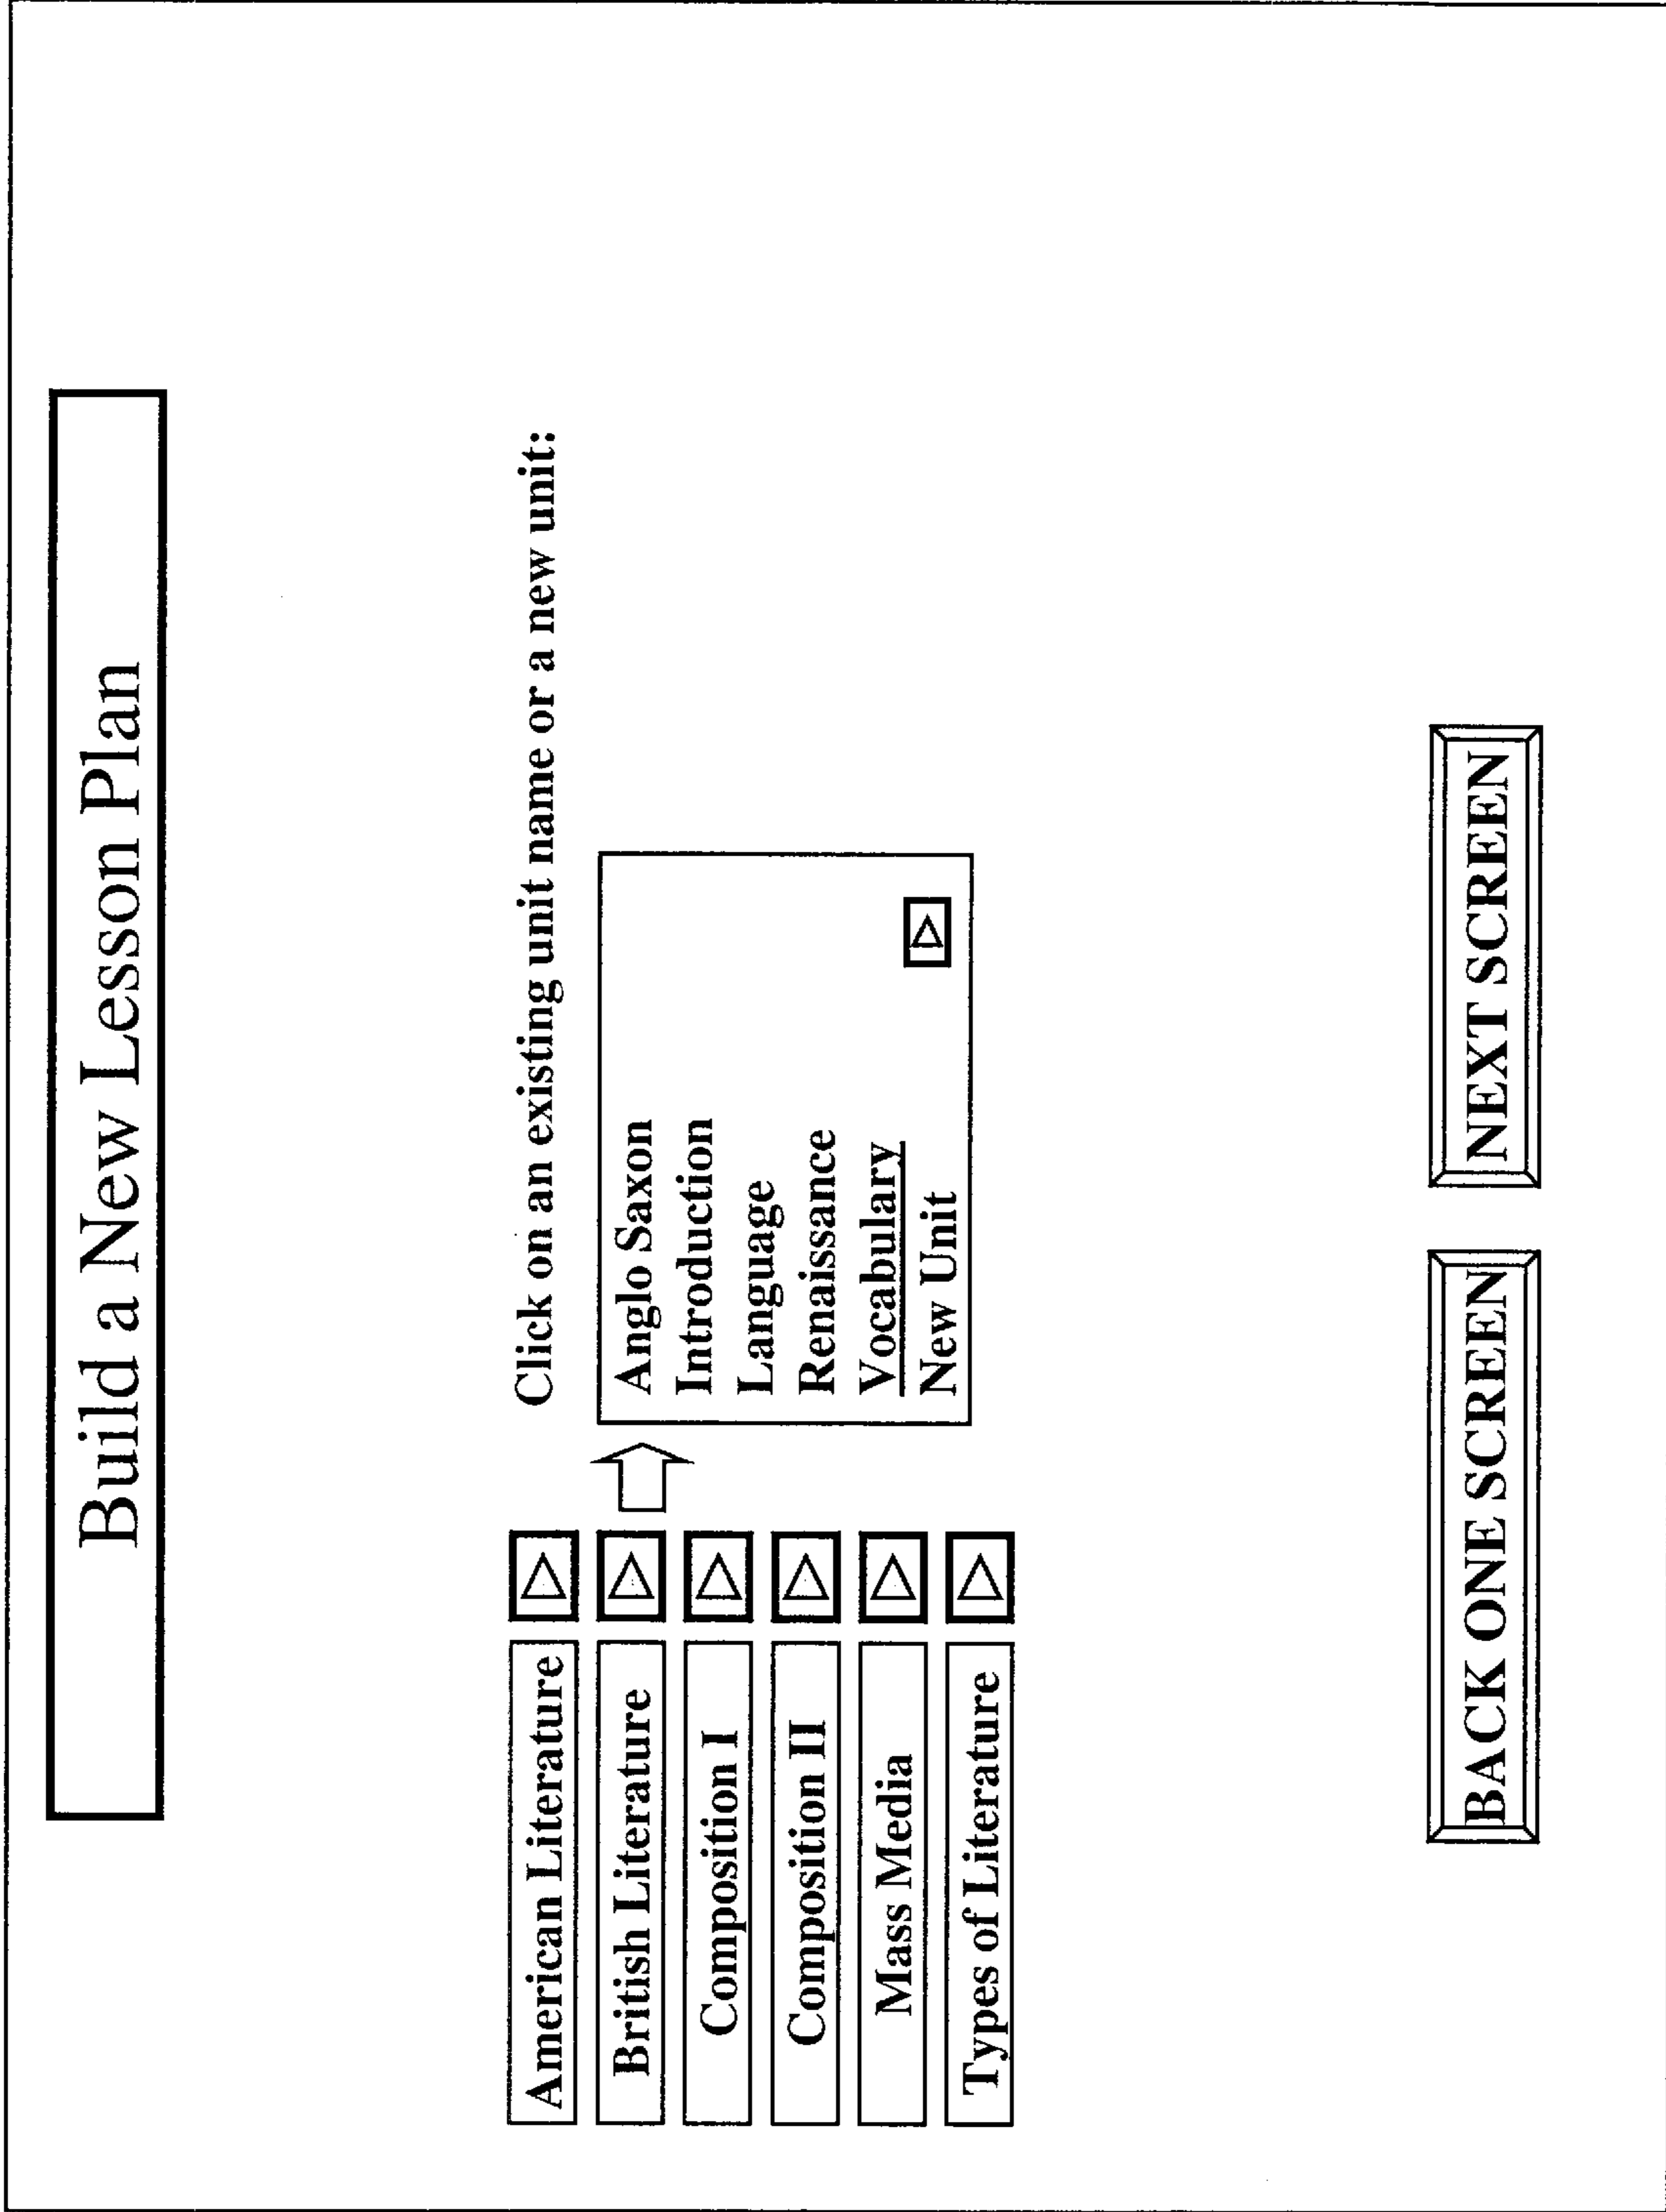 Build a New Lesson Plan
Click on an existing unit name or a new unit:
American Literature
British Literature
Composition I
Composition II
Mass Media
Types of Literature
Anglo Saxon
Introduction
Language
Renaissance
Vocabulary
New Unit
BACK ONE SCREEN
NEXT SCREEN